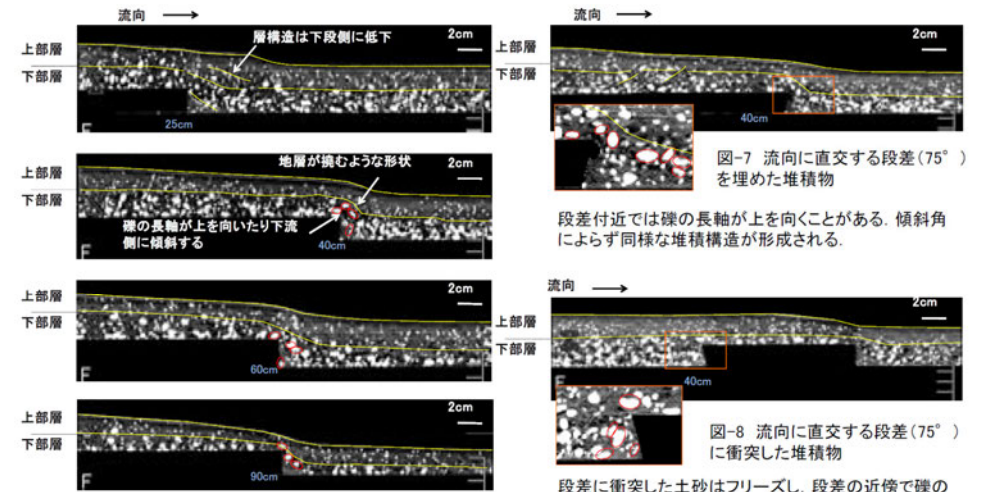 流向
2cm
上部層
下部層
層構造は下段側に低下
25cm
F
2cm
上部層
下部層
地層が撓むような形状
礫の長軸が上を向いたり下流
側に傾斜する
40cm
F
2cm
上部層
下部層
60cm
F
2cm
上部層
下部層
90cm
F
流向
2cm
上部層
下部層
40cm
図-7 流向に直交する段差(75°)
を埋めた堆積物
段差付近では礫の長軸が上を向くことがある. 傾斜角
によらず同様な堆積構造が形成される.
流向
2cm
上部層
下部層
F
40cm
図-8 流向に直交する段差(75°)
に衝突した堆積物
段差に衝突した土砂はフリーズし, 段差の近傍で礫の